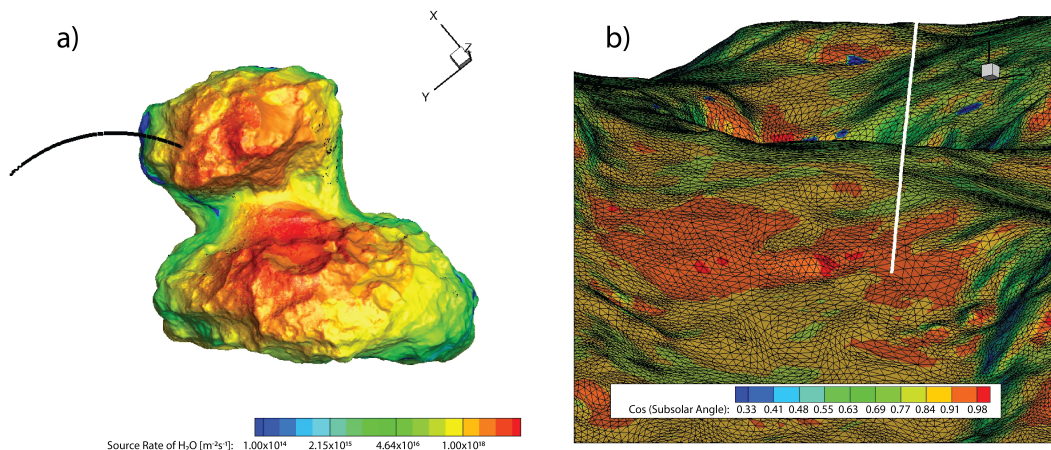 a)
X
Z
Y
b)
Cos (Subsolar Angle): 0.33 0.41 0.48 0.55 0.63 0.69 0.77 0.84 0.91 0.98
Source Rate of H₂O [m⁻²s⁻¹]: 1.00x10¹⁴ 2.15x10¹⁵ 4.64x10¹⁶ 1.00x10¹⁸